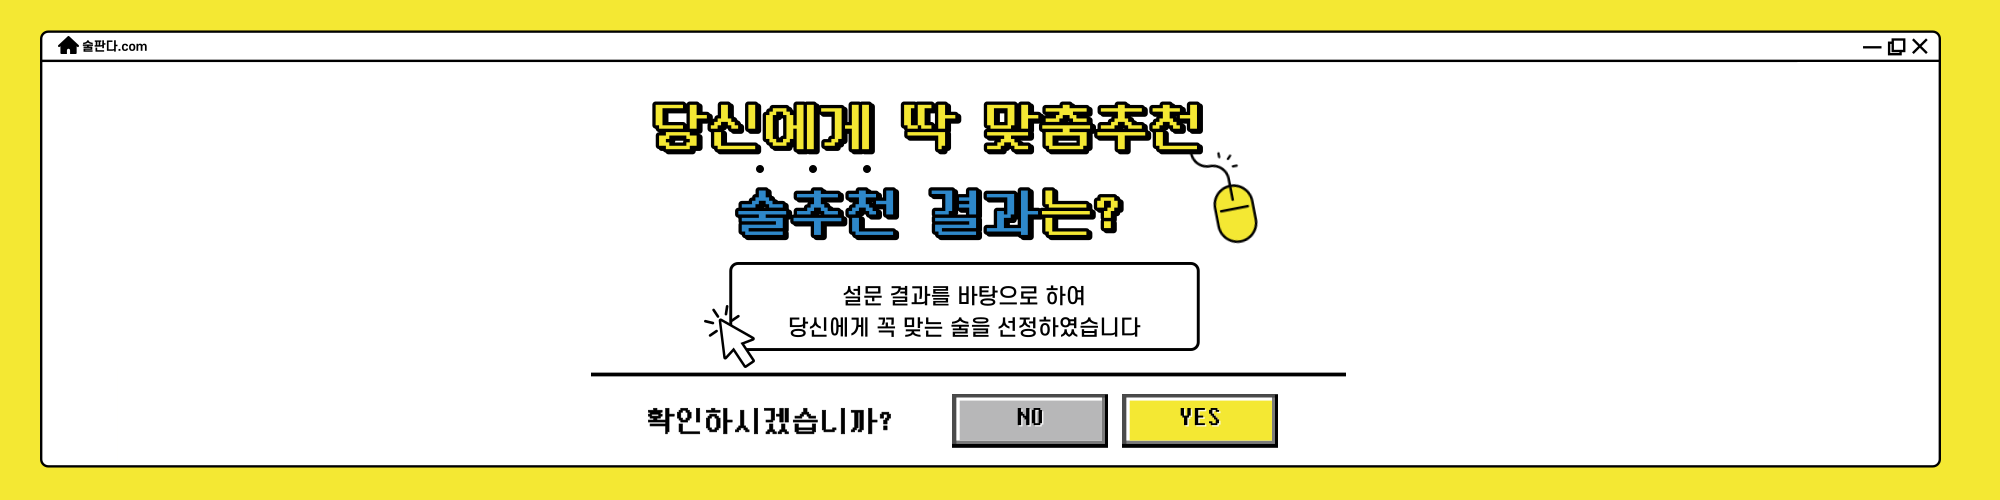 술판다.com
당신에게 딱 맞춤추천
술추천 결과는?
설문 결과를 바탕으로 하여
당신에게 꼭 맞는 술을 선정하였습니다
확인하시겠습니까?
NO
YES